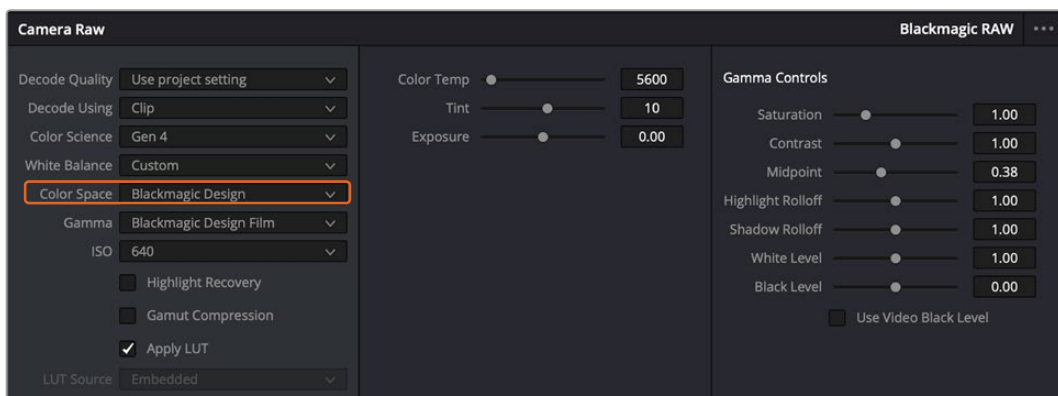 Camera Raw
Blackmagic RAW
Decode Quality Use project setting
Decode Using Clip
Color Science Gen 4
White Balance Custom
Color Space Blackmagic Design
Gamma Blackmagic Design Film
ISO 640
Highlight Recovery
Gamut Compression
Apply LUT
LUT Source Embedded
Color Temp 5600
Tint 10
Exposure 0.00
Gamma Controls
Saturation 1.00
Contrast 1.00
Midpoint 0.38
Highlight Rolloff 1.00
Shadow Rolloff 1.00
White Level 1.00
Black Level 0.00
Use Video Black Level